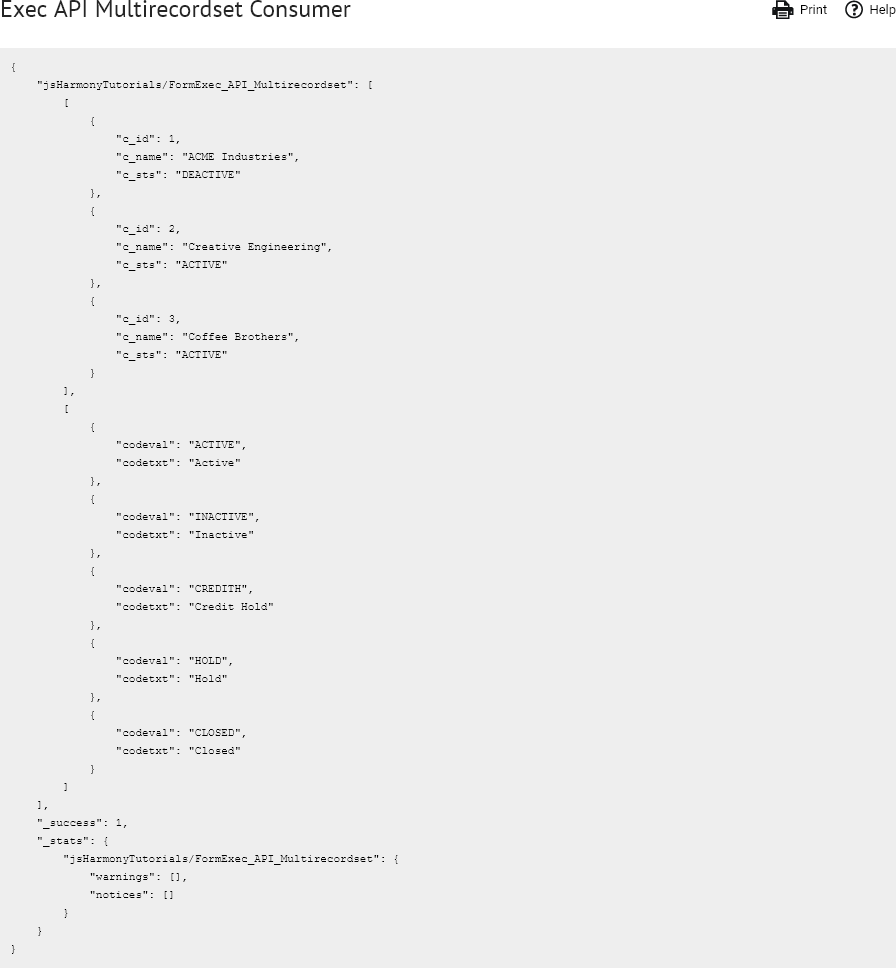 Exec API Multirecordset Consumer
Print
Help
{
    "jsHarmonyTutorials/FormExec_API_Multirecordset": [
        [
            {
                "c_id": 1,
                "c_name": "ACME Industries",
                "c_sts": "DEACTIVE"
            },
            {
                "c_id": 2,
                "c_name": "Creative Engineering",
                "c_sts": "ACTIVE"
            },
            {
                "c_id": 3,
                "c_name": "Coffee Brothers",
                "c_sts": "ACTIVE"
            }
        ],
        [
            {
                "codeval": "ACTIVE",
                "codetxt": "Active"
            },
            {
                "codeval": "INACTIVE",
                "codetxt": "Inactive"
            },
            {
                "codeval": "CREDITH",
                "codetxt": "Credit Hold"
            },
            {
                "codeval": "HOLD",
                "codetxt": "Hold"
            },
            {
                "codeval": "CLOSED",
                "codetxt": "Closed"
            }
        ]
    ],
    "_success": 1,
    "_stats": {
        "jsHarmonyTutorials/FormExec_API_Multirecordset": {
            "warnings": [],
            "notices": []
        }
    }
}